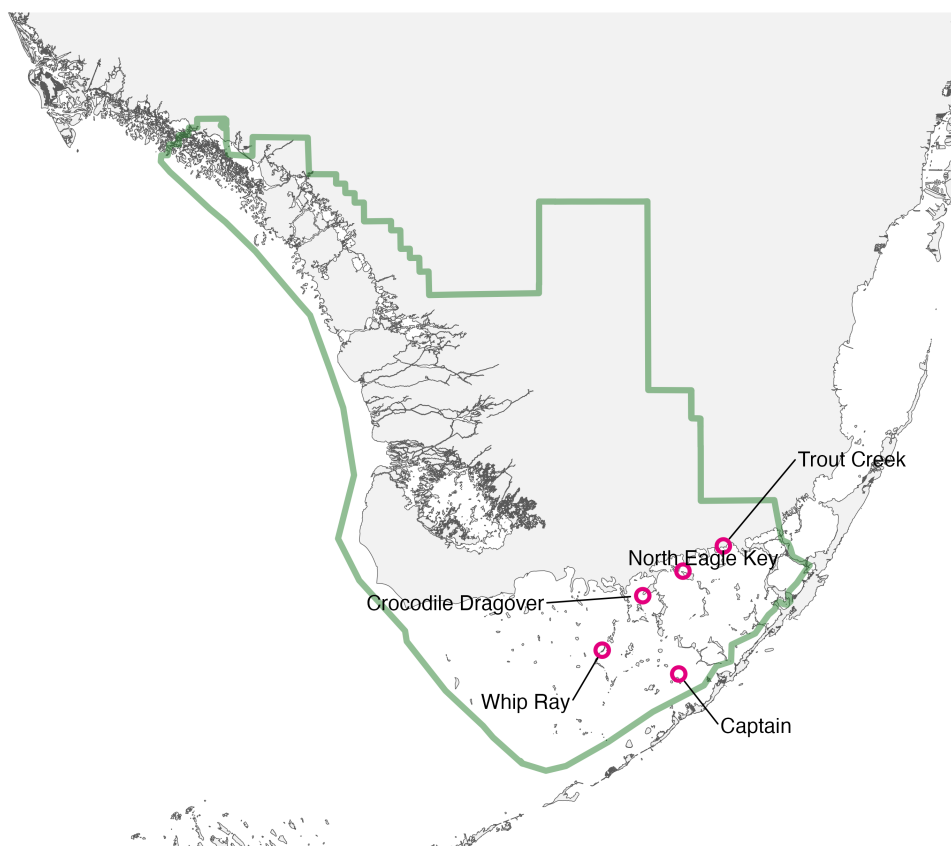 Trout Creek
North Eagle Key
Crocodile Dragover
Whip Ray
Captain